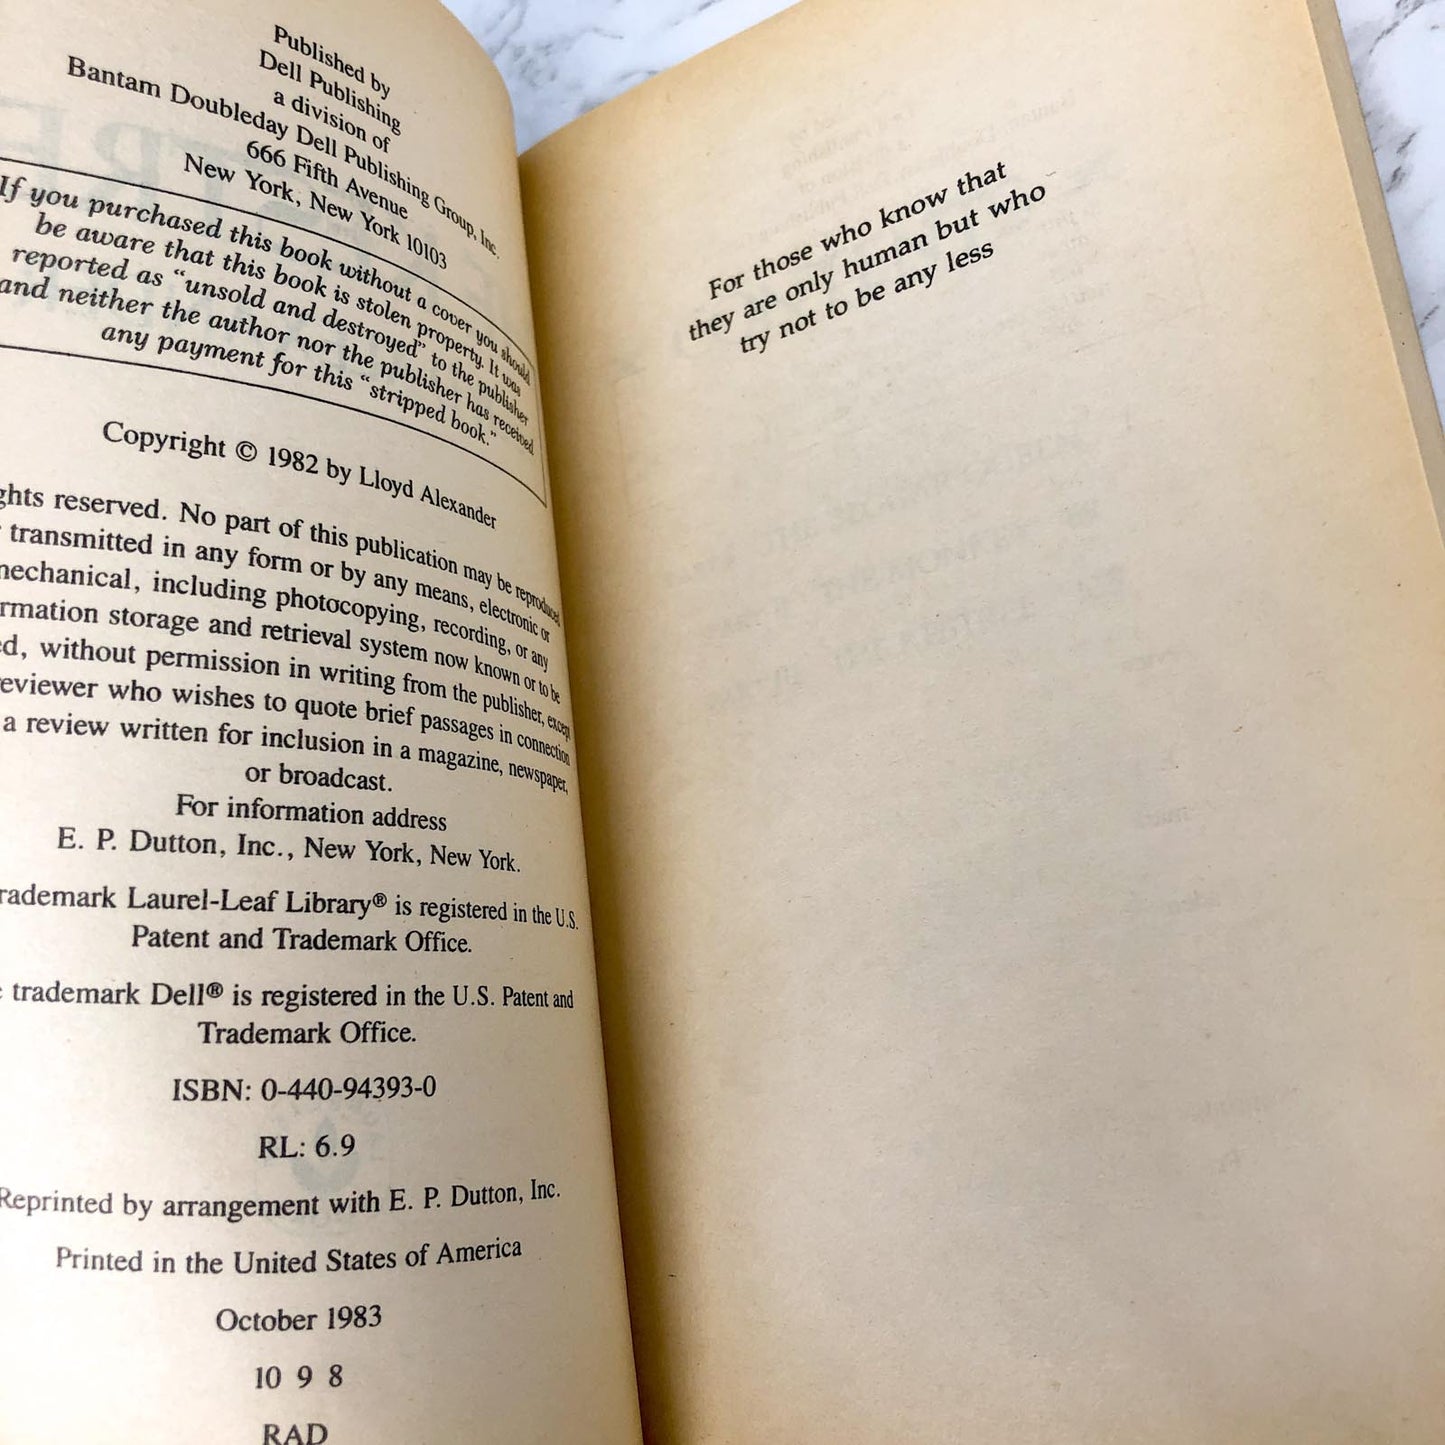 Published by
Dell Publishing
a division of
Bantam Doubleday Dell Publishing Group, Inc.
666 Fifth Avenue
New York, New York 10103
If you purchased this book without a cover you should
be aware that this book is stolen property. It was
reported as "unsold and destroyed" to the publisher
and neither the author nor the publisher has received
any payment for this "stripped book."
Copyright © 1982 by Lloyd Alexander
ghts reserved. No part of this publication may be reproduced
transmitted in any form or by any means, electronic or
mechanical, including photocopying, recording, or any
rmation storage and retrieval system now known or to be
ed, without permission in writing from the publisher, except
eviewer who wishes to quote brief passages in connection
a review written for inclusion in a magazine, newspaper,
or broadcast.
For information address
E. P. Dutton, Inc., New York, New York.
rademark Laurel-Leaf Library® is registered in the U.S.
Patent and Trademark Office.
e trademark Dell® is registered in the U.S. Patent and
Trademark Office.
ISBN: 0-440-94393-0
RL: 6.9
Reprinted by arrangement with E. P. Dutton, Inc.
Printed in the United States of America
October 1983
10 9 8
RAD
For those who know that
they are only human but who
try not to be any less